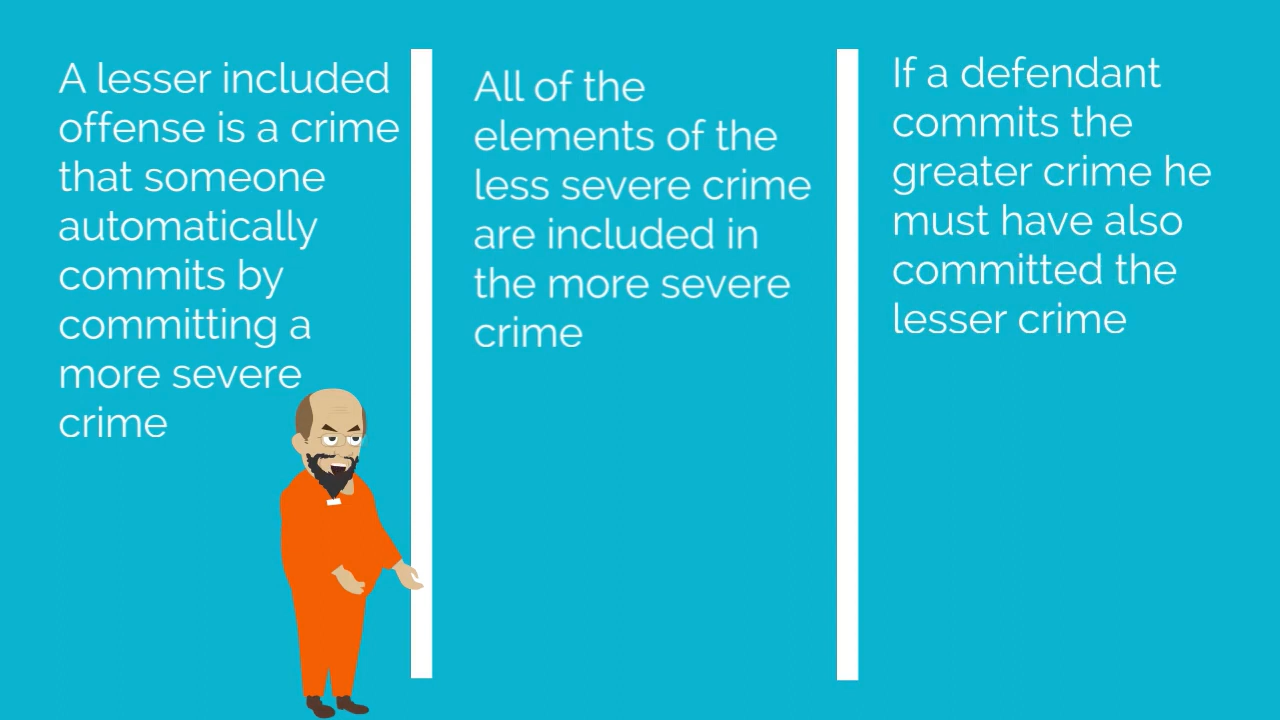 A lesser included
offense is a crime
that someone
automatically
commits by
committing a
more severe
crime
All of the
elements of the
less severe crime
are included in
the more severe
crime
If a defendant
commits the
greater crime he
must have also
committed the
lesser crime